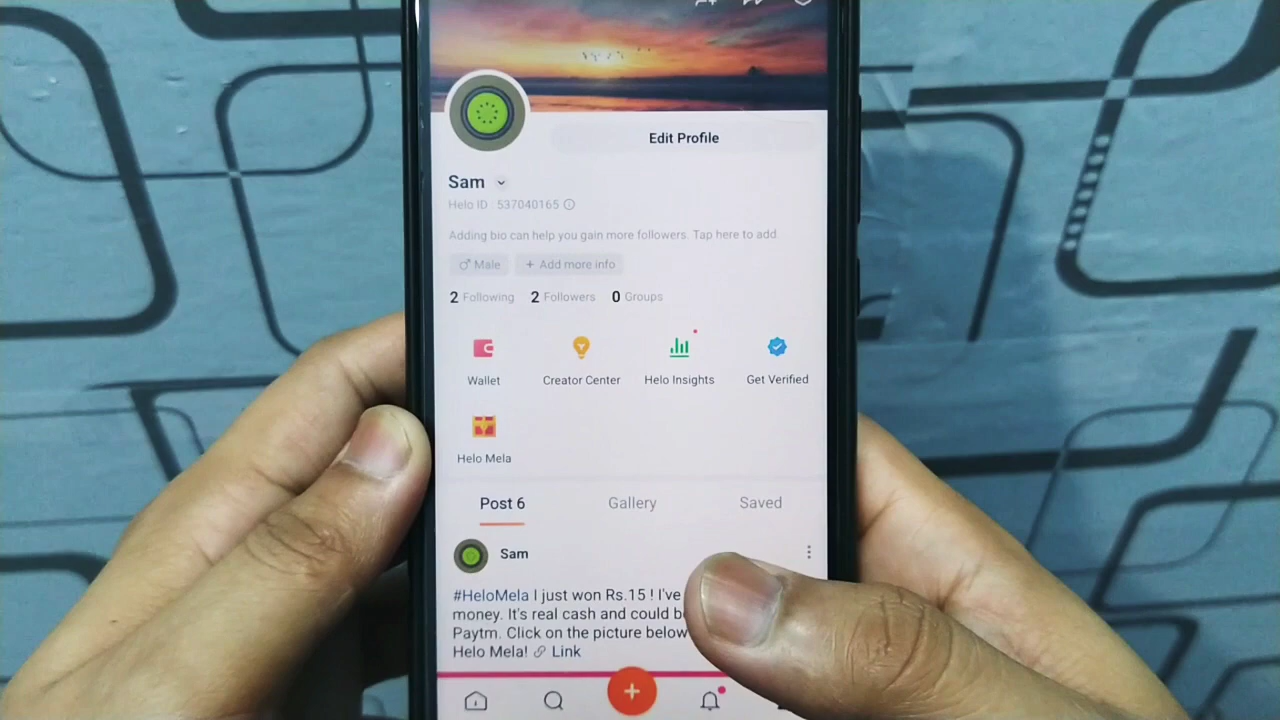 Edit Profile
Sam
Helo ID : 537040165
Adding bio can help you gain more followers. Tap here to add
Male + Add more info
2 Following 2 Followers 0 Groups
Wallet Creator Center Helo Insights Get Verified
Helo Mela
Post 6 Gallery Saved
Sam
#HeloMela I just won Rs.15 ! I've
money. It's real cash and could
Paytm. Click on the picture below
Helo Mela! Link